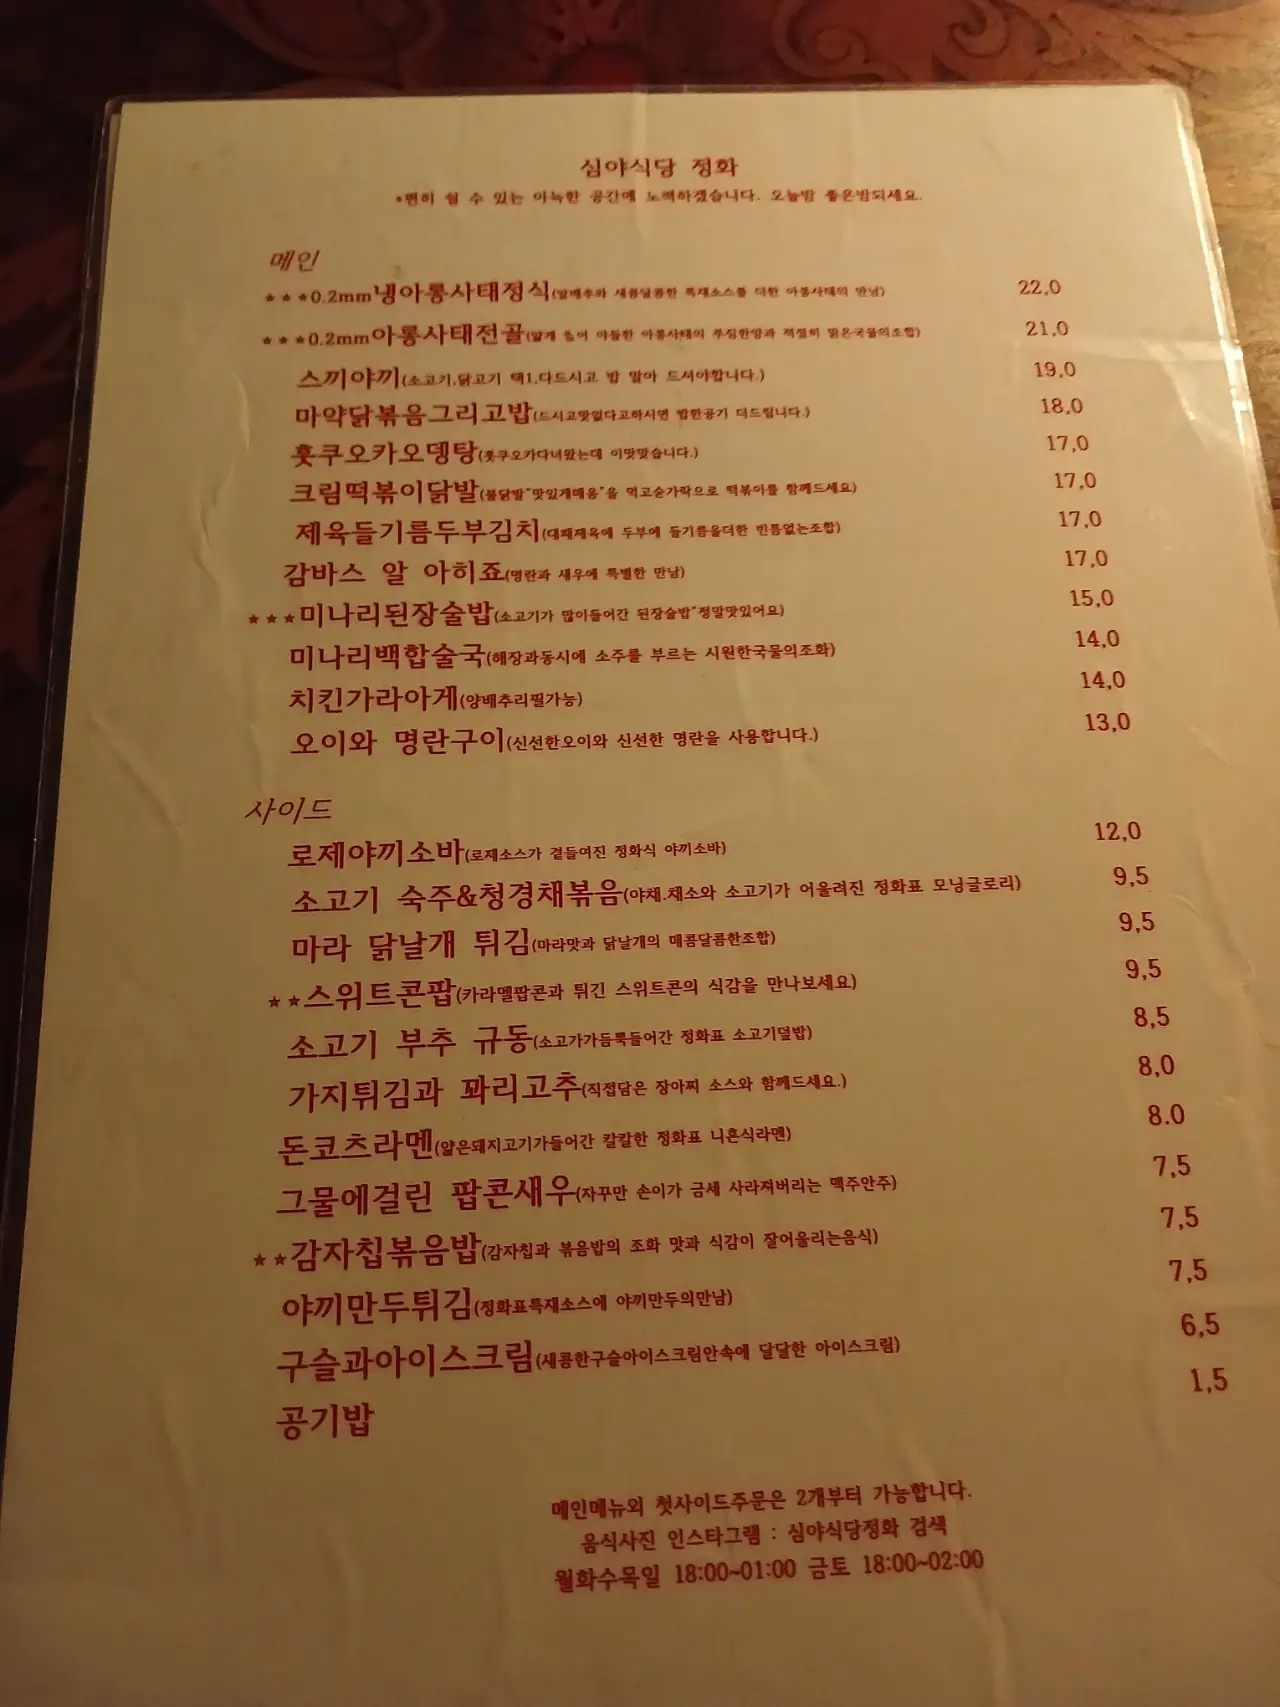 심야식당 정화
*편히 쉴 수 있는 아늑한 공간에 노력하겠습니다. 오늘밤 좋은밤되세요.
메인
★★★0.2mm냉아롱사태정식(알배추와 새콤달콤한 특재소스를 더한 아롱사태의 만남) 22,0
★★★0.2mm아롱사태전골(얇게 썰어 야들한 아롱사태의 푸짐한양과 적절히 맑은국물의조합) 21,0
스끼야끼(소고기,닭고기 택1,다드시고 밥 말아 드셔야합니다.) 19,0
마약닭볶음그리고밥(드시고맛없다고하시면 밥한공기 더드립니다.) 18,0
훗쿠오카오뎅탕(훗쿠오카다녀왔는데 이맛맞습니다.) 17,0
크림떡볶이닭발(불닭발"맛있게매움"을 먹고숟가락으로 떡볶이를 함께드세요) 17,0
제육들기름두부김치(대패제육에 두부에 들기름을더한 빈틈없는조합) 17,0
감바스 알 아히죠(명란과 새우에 특별한 만남) 17,0
★★★미나리된장술밥(소고기가 많이들어간 된장술밥"정말맛있어요) 15,0
미나리백합술국(해장과동시에 소주를 부르는 시원한국물의조화) 14,0
치킨가라아게(양배추리필가능) 14,0
오이와 명란구이(신선한오이와 신선한 명란을 사용합니다.) 13,0
사이드
로제야끼소바(로제소스가 곁들여진 정화식 야끼소바) 12,0
소고기 숙주&청경채볶음(야채.채소와 소고기가 어울려진 정화표 모닝글로리) 9,5
마라 닭날개 튀김(마라맛과 닭날개의 매콤달콤한조합) 9,5
★★스위트콘팝(카라멜팝콘과 튀긴 스위트콘의 식감을 만나보세요) 9,5
소고기 부추 규동(소고가가듬뿍들어간 정화표 소고기덮밥) 8,5
가지튀김과 꽈리고추(직접담은 장아찌 소스와 함께드세요.) 8,0
돈코츠라멘(얇은돼지고기가들어간 칼칼한 정화표 니혼식라멘) 8.0
그물에걸린 팝콘새우(자꾸만 손이가 금세 사라져버리는 맥주안주) 7,5
★★감자칩볶음밥(감자칩과 볶음밥의 조화 맛과 식감이 잘어울리는음식) 7,5
야끼만두튀김(정화표특재소스에 야끼만두의만남) 7,5
구슬과아이스크림(새콩한구슬아이스크림안속에 달달한 아이스크림) 6,5
공기밥 1,5
메인메뉴외 첫사이드주문은 2개부터 가능합니다.
음식사진 인스타그램 : 심야식당정화 검색
월화수목일 18:00~01:00 금토 18:00~02:00